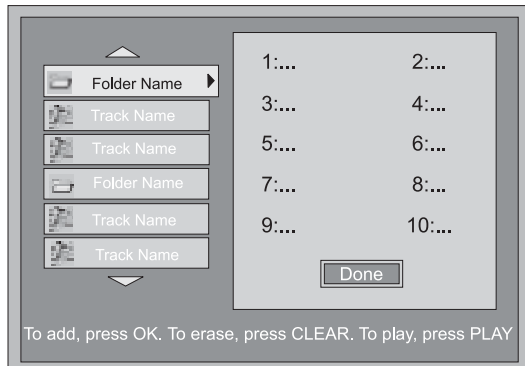 Folder Name
Track Name
Track Name
Folder Name
Track Name
Track Name
1:... 2:...
3:... 4:...
5:... 6:...
7:... 8:...
9:... 10:...
Done
To add, press OK. To erase, press CLEAR. To play, press PLAY